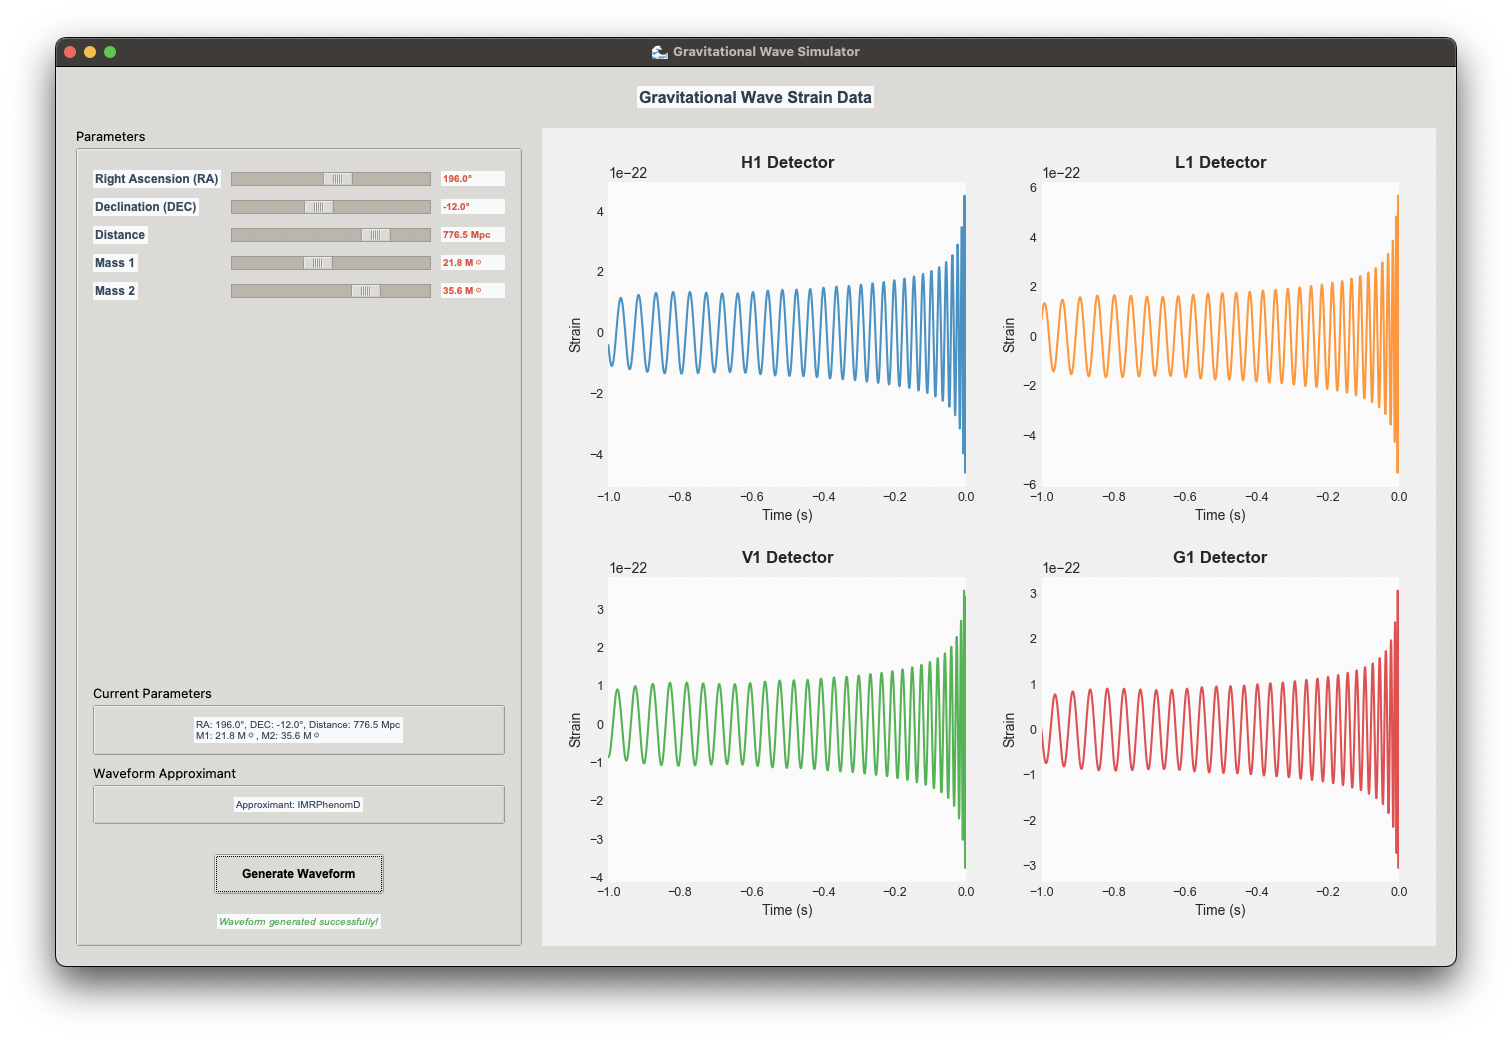 🌊 Gravitational Wave Simulator
Gravitational Wave Strain Data
Parameters
Right Ascension (RA) 196.0°
Declination (DEC) -12.0°
Distance 776.5 Mpc
Mass 1 21.8 M☉
Mass 2 35.6 M☉
Current Parameters
RA: 196.0°, DEC: -12.0°, Distance: 776.5 Mpc
M1: 21.8 M☉, M2: 35.6 M☉
Waveform Approximant
Approximant: IMRPhenomD
Generate Waveform
Waveform generated successfully!
H1 Detector
1e−22
4
2
0
−2
−4
Strain
−1.0 −0.8 −0.6 −0.4 −0.2 0.0
Time (s)
L1 Detector
1e−22
6
4
2
0
−2
−4
−6
Strain
−1.0 −0.8 −0.6 −0.4 −0.2 0.0
Time (s)
V1 Detector
1e−22
3
2
1
0
−1
−2
−3
−4
Strain
−1.0 −0.8 −0.6 −0.4 −0.2 0.0
Time (s)
G1 Detector
1e−22
3
2
1
0
−1
−2
−3
Strain
−1.0 −0.8 −0.6 −0.4 −0.2 0.0
Time (s)